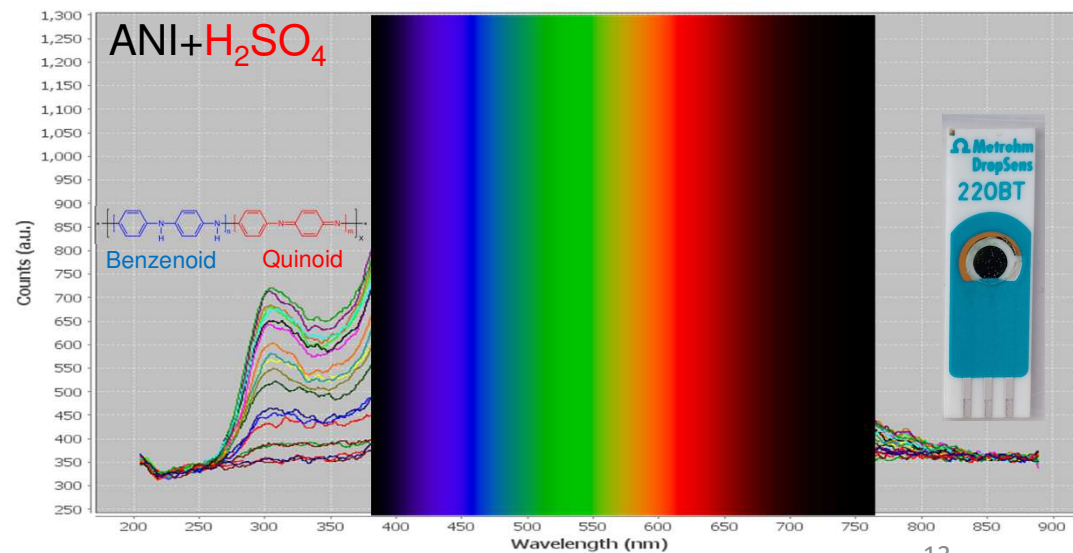 ANI+H₂SO₄
1,300
1,250
1,200
1,150
1,100
1,050
1,000
950
900
850
800
750
700
650
600
550
500
450
400
350
300
250
Counts (a.u.)
N
H
N
H
n
N
N
m
x
Benzenoid
Quinoid
Ω Metrohm
DropSens
220BT
200 250 300 350 400 450 500 550 600 650 700 750 800 850 900
Wavelength (nm)